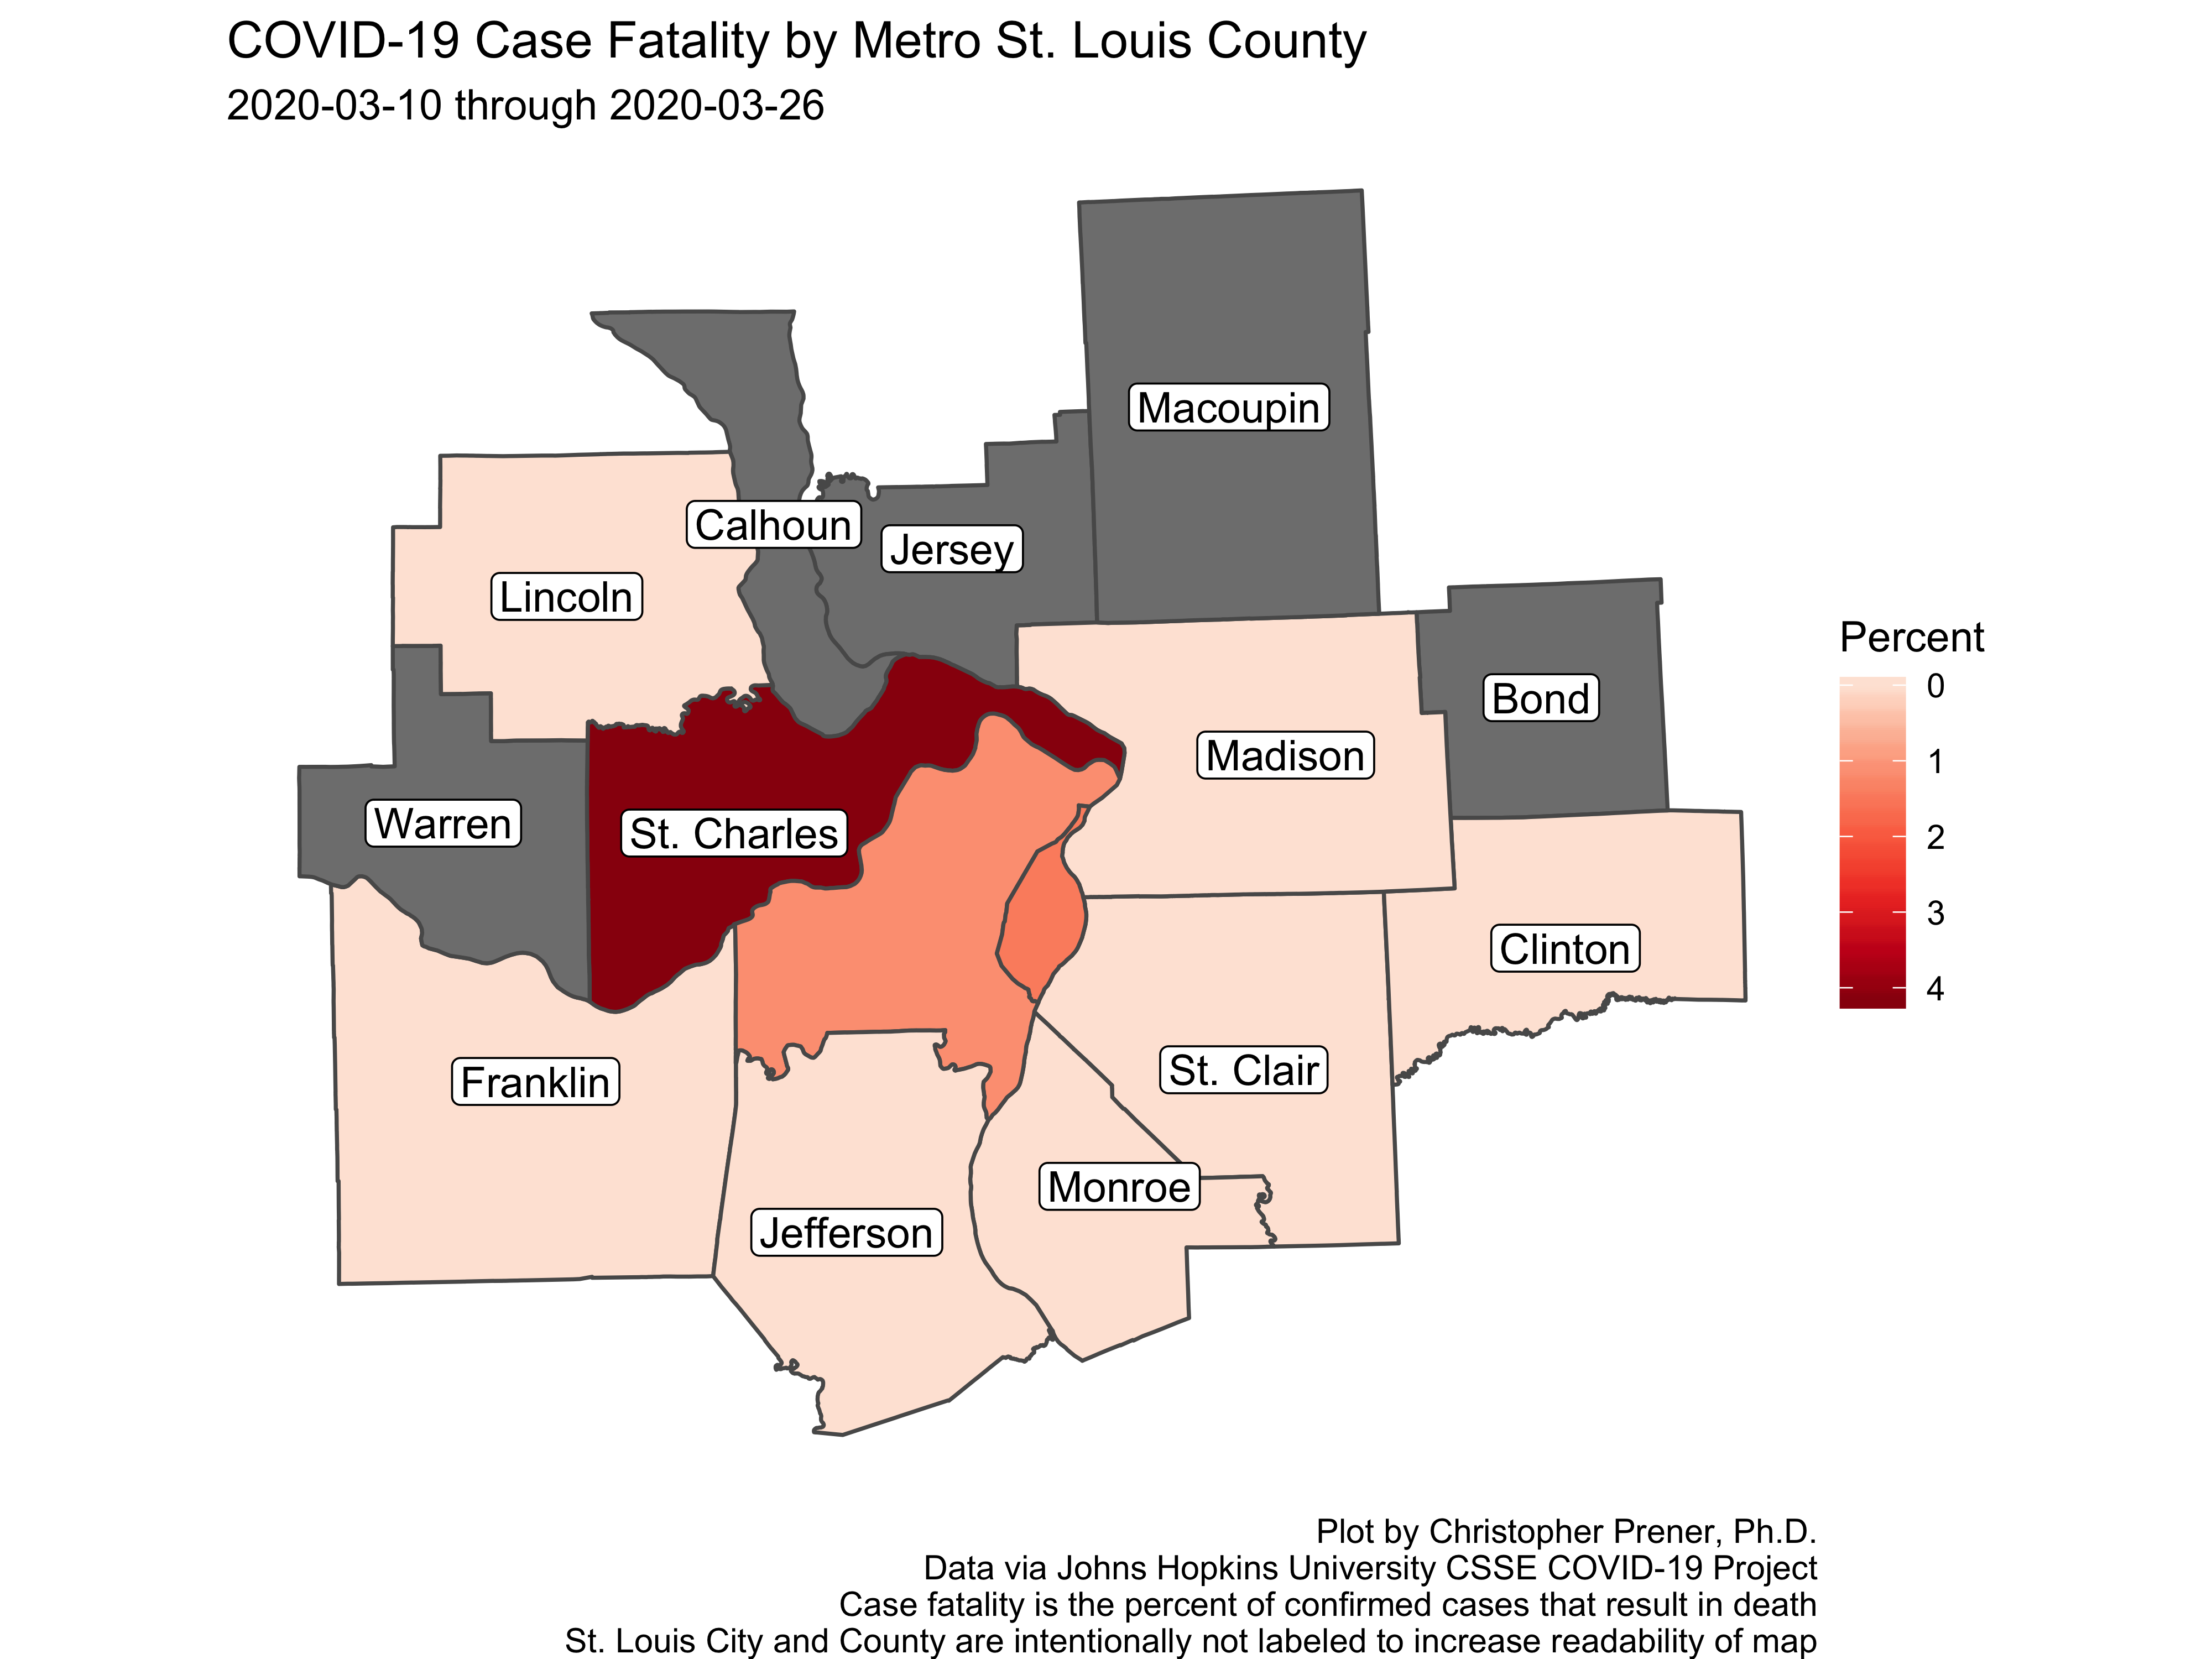 COVID-19 Case Fatality by Metro St. Louis County
2020-03-10 through 2020-03-26
Macoupin
Calhoun
Jersey
Lincoln
Percent
0
1
2
3
4
Bond
Madison
Warren
St. Charles
Clinton
St. Clair
Franklin
Monroe
Jefferson
Plot by Christopher Prener, Ph.D.
Data via Johns Hopkins University CSSE COVID-19 Project
Case fatality is the percent of confirmed cases that result in death
St. Louis City and County are intentionally not labeled to increase readability of map